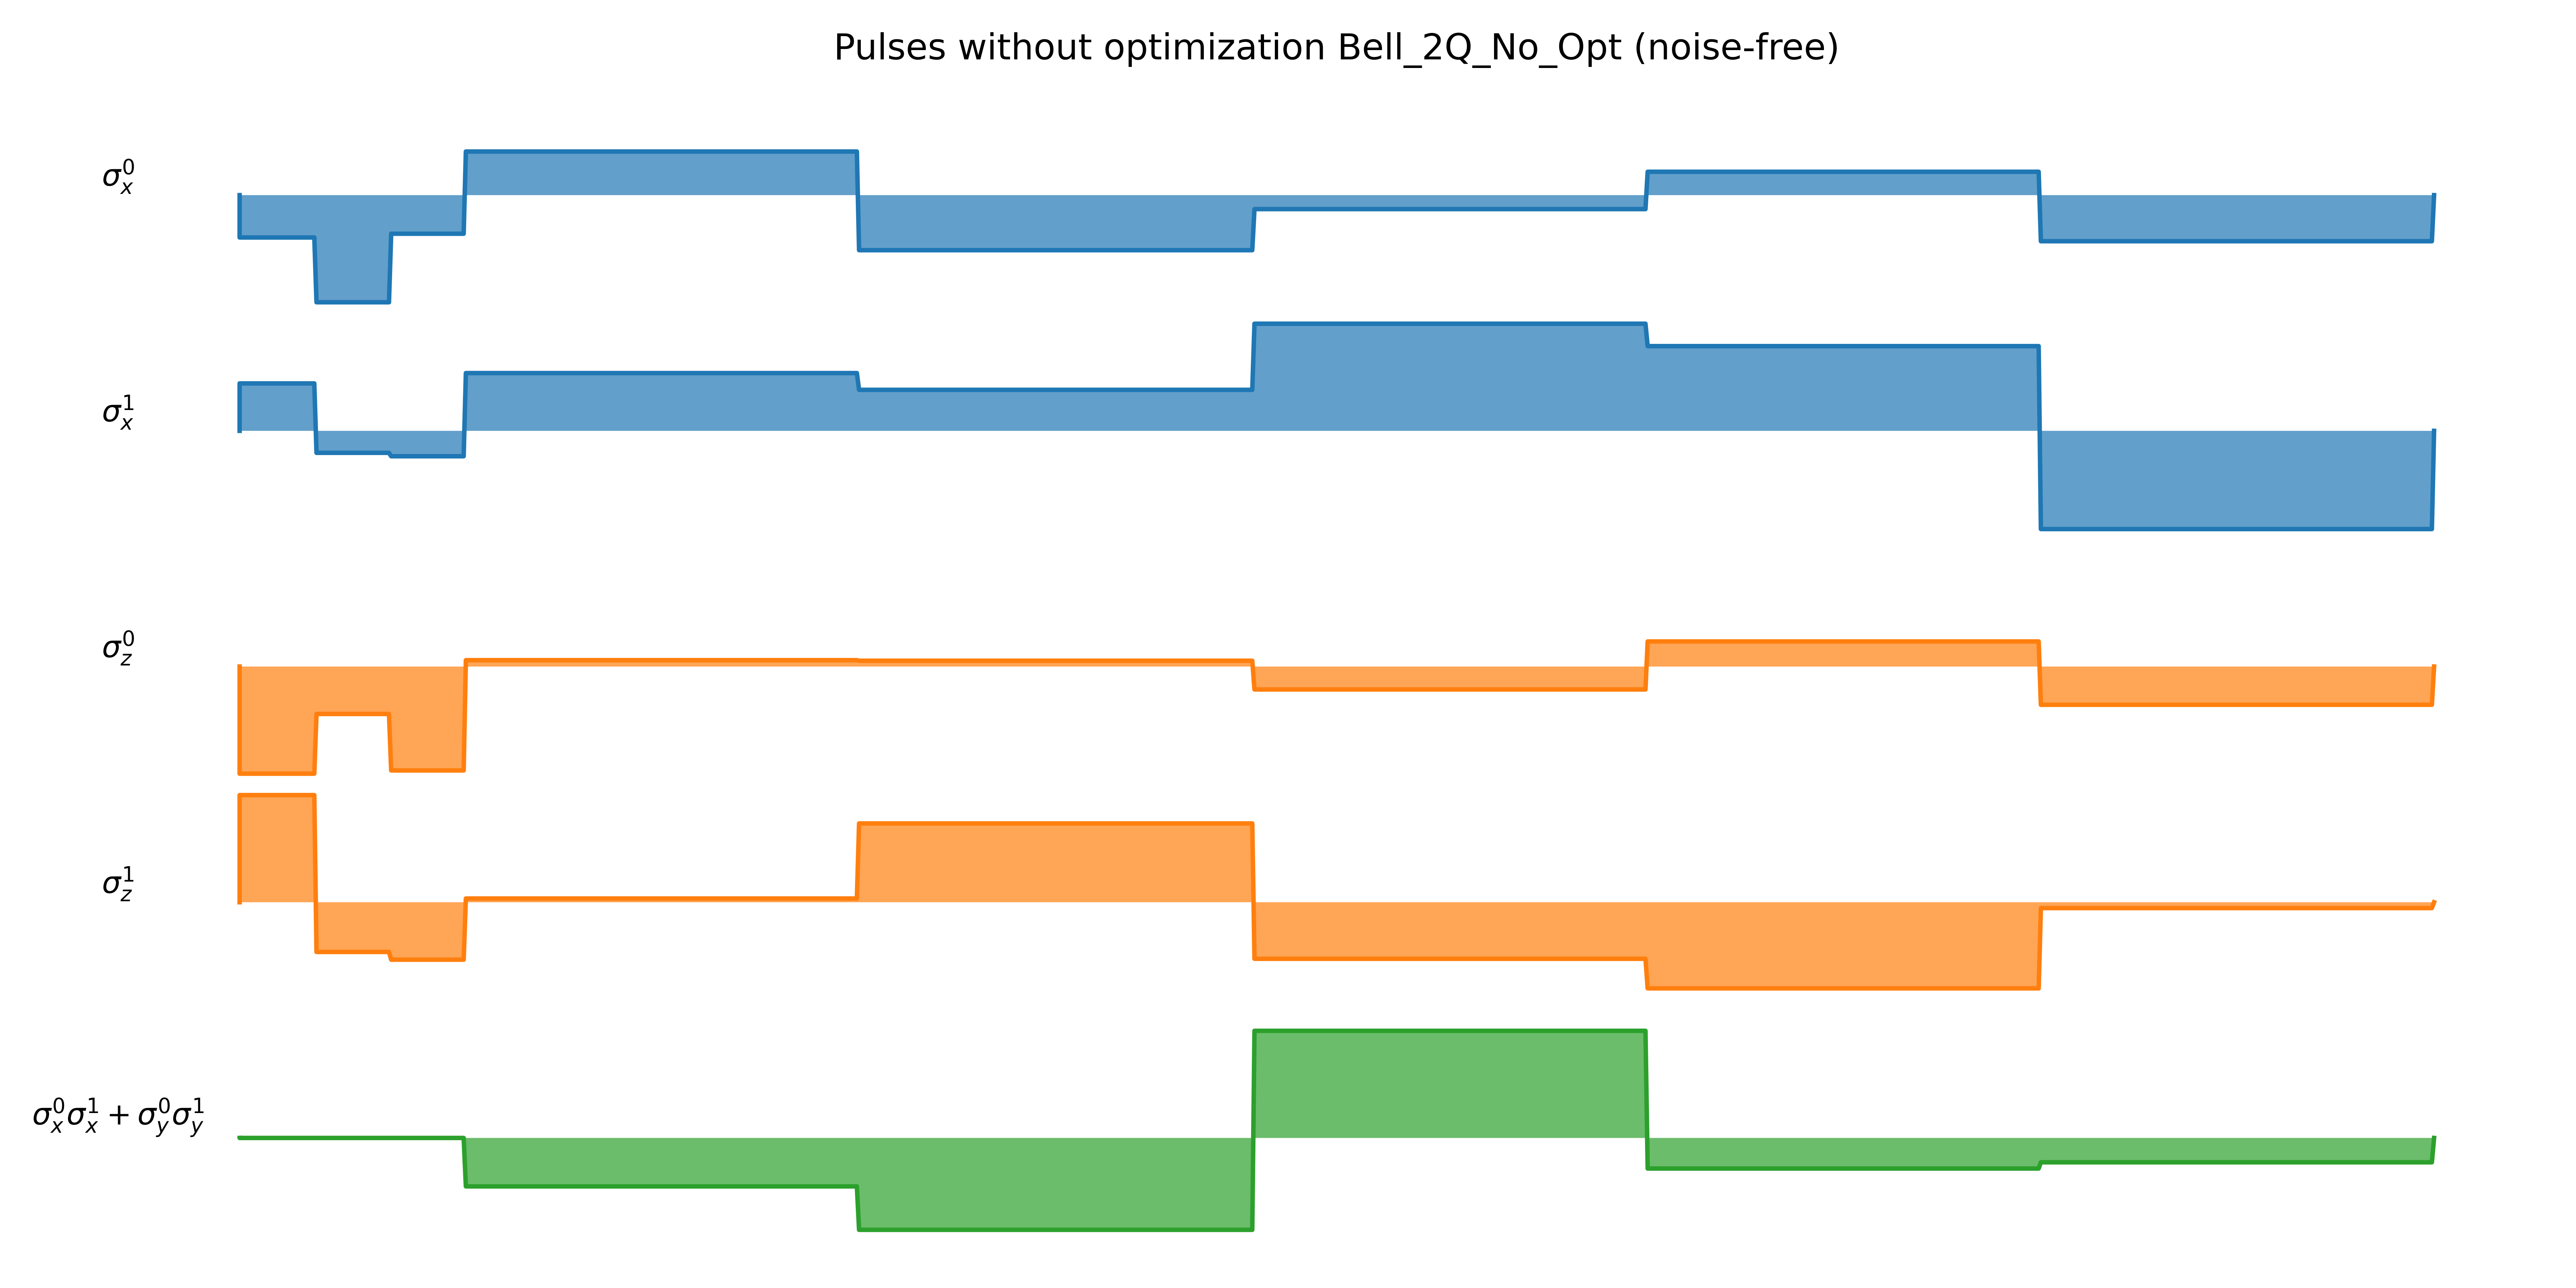 Pulses without optimization Bell_2Q_No_Opt (noise-free)
σ_x^0
σ_x^1
σ_z^0
σ_z^1
σ_x^0σ_x^1 + σ_y^0σ_y^1